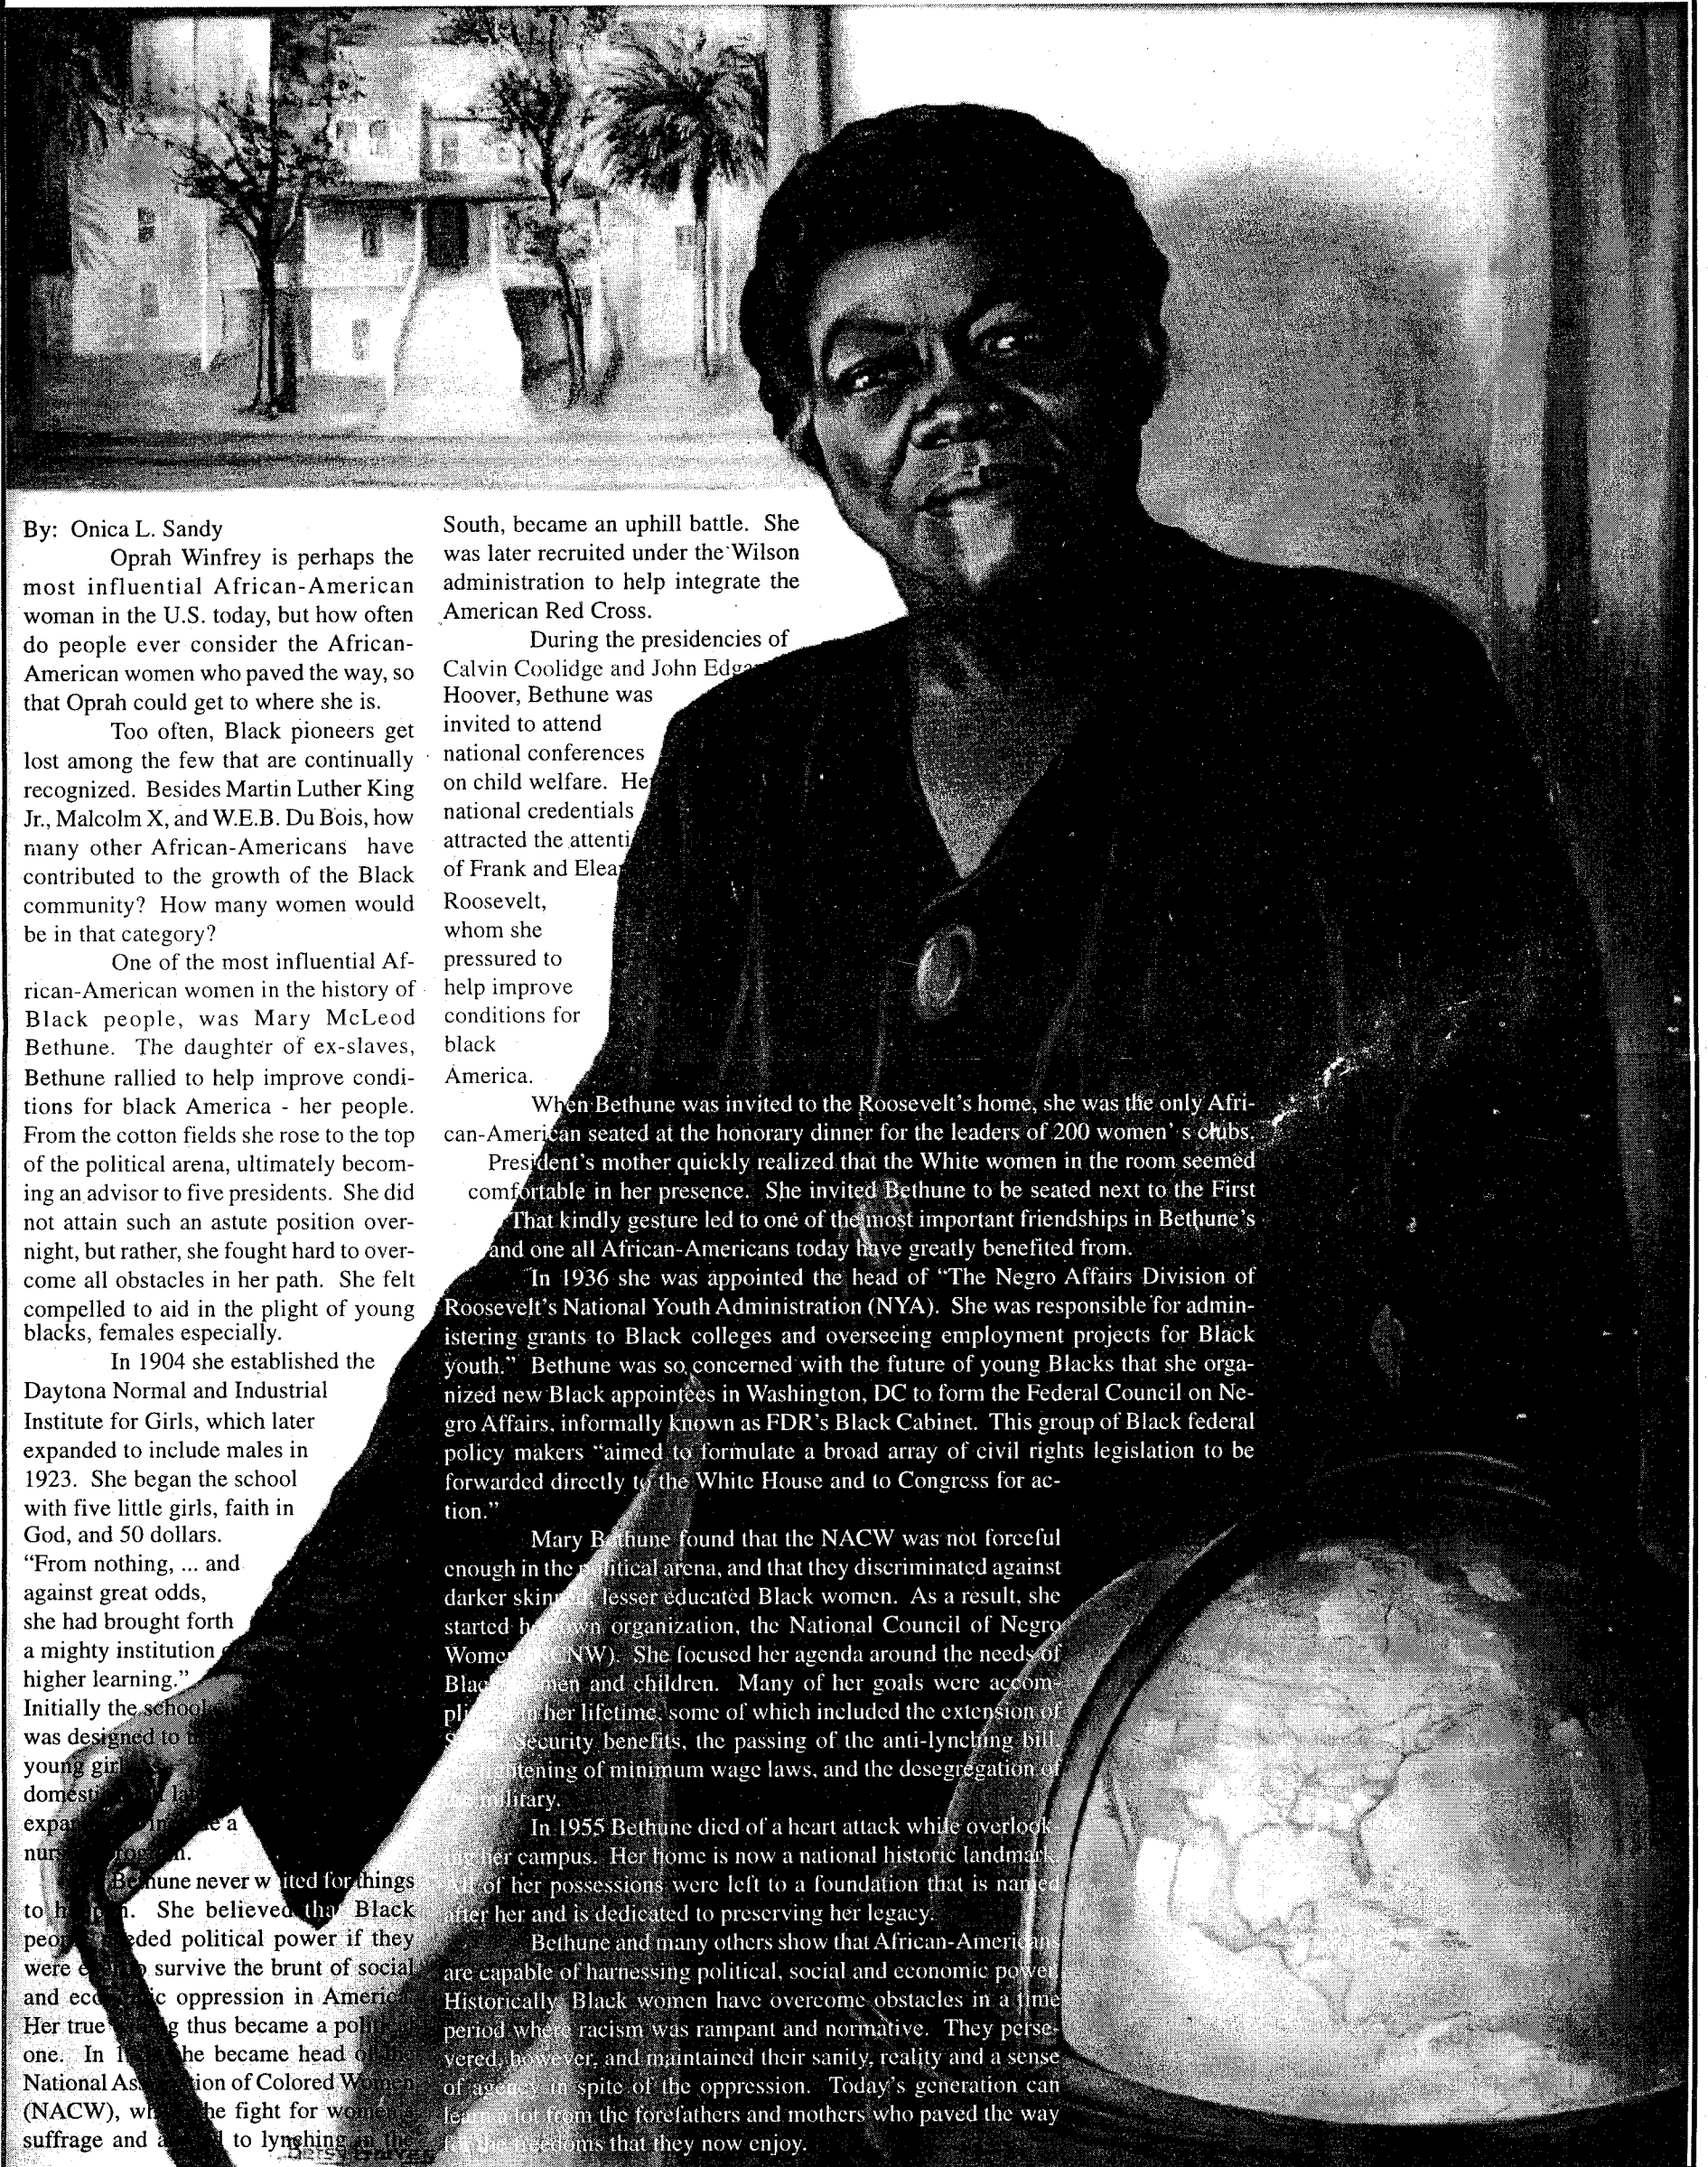 By: Onica L. Sandy
Oprah Winfrey is perhaps the
most influential African-American
woman in the U.S. today, but how often
do people ever consider the African-
American women who paved the way, so
that Oprah could get to where she is.
Too often, Black pioneers get
lost among the few that are continually
recognized. Besides Martin Luther King
Jr., Malcolm X, and W.E.B. Du Bois, how
many other African-Americans have
contributed to the growth of the Black
community? How many women would
be in that category?
One of the most influential Af-
rican-American women in the history of
Black people, was Mary McLeod
Bethune. The daughter of ex-slaves,
Bethune rallied to help improve condi-
tions for black America - her people.
From the cotton fields she rose to the top
of the political arena, ultimately becom-
ing an advisor to five presidents. She did
not attain such an astute position over-
night, but rather, she fought hard to over-
come all obstacles in her path. She felt
compelled to aid in the plight of young
blacks, females especially.
In 1904 she established the
Daytona Normal and Industrial
Institute for Girls, which later
expanded to include males in
1923. She began the school
with five little girls, faith in
God, and 50 dollars.
"From nothing, ... and
against great odds,
she had brought forth
a mighty institution
higher learning."
Initially the school
was designed to
young
a
Bethune never for things
to She believed that Black
political power if they
were survive the brunt of social
and oppression in America
Her true thus became a
one. In he became head
National of Colored Women
(NACW), fight for
suffrage and to lynching
South, became an uphill battle. She
was later recruited under the Wilson
administration to help integrate the
American Red Cross.
During the presidencies of
Calvin Coolidge and John Edgar
Hoover, Bethune was
invited to attend
national conferences
on child welfare. He
national credentials
attracted the attenti
of Frank and Elea
Roosevelt,
whom she
pressured to
help improve
conditions for
black
America.
When Bethune was invited to the Roosevelt's home, she was the only Afri-
can-American seated at the honorary dinner for the leaders of 200 women' s clubs.
President's mother quickly realized that the White women in the room seemed
comfortable in her presence. She invited Bethune to be seated next to the First
That kindly gesture led to one of the most important friendships in Bethune's
and one all African-Americans today have greatly benefited from.
In 1936 she was appointed the head of "The Negro Affairs Division of
Roosevelt's National Youth Administration (NYA). She was responsible for admin-
istering grants to Black colleges and overseeing employment projects for Black
youth." Bethune was so concerned with the future of young Blacks that she orga-
nized new Black appointees in Washington, DC to form the Federal Council on Ne-
gro Affairs, informally known as FDR's Black Cabinet. This group of Black federal
policy makers "aimed to formulate a broad array of civil rights legislation to be
forwarded directly to the White House and to Congress for ac-
tion."
Mary Bethune found that the NACW was not forceful
enough in the political arena, and that they discriminated against
darker skinned, lesser educated Black women. As a result, she
started her own organization, the National Council of Negro
Women (NCNW). She focused her agenda around the needs of
Black women and children. Many of her goals were accom-
her lifetime, some of which included the extension of
Security benefits, the passing of the anti-lynching bill,
tightening of minimum wage laws, and the desegregation of
military.
In 1955 Bethune died of a heart attack while overlook-
her campus. Her home is now a national historic landmark.
All of her possessions were left to a foundation that is named
after her and is dedicated to preserving her legacy.
Bethune and many others show that African-Americans
are capable of harnessing political, social and economic power.
Historically Black women have overcome obstacles in a time
period where racism was rampant and normative. They perse-
vered, however, and maintained their sanity, reality and a sense
of agency in spite of the oppression. Today's generation can
learn a lot from the forefathers and mothers who paved the way
for the freedoms that they now enjoy.